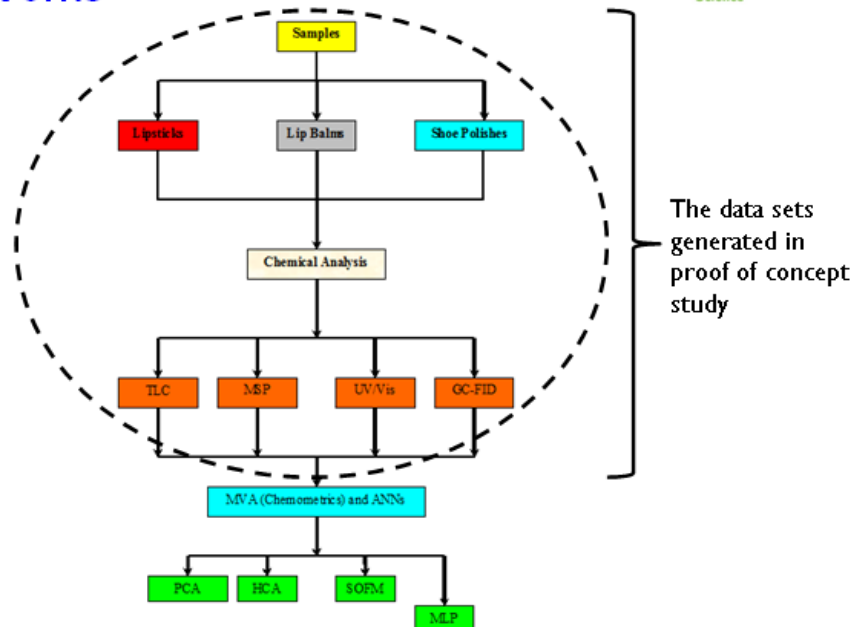 Samples
Lipsticks
Lip Balms
Shoe Polishes
The data sets
generated in
proof of concept
study
Chemical Analysis
TLC
MSP
UV/Vis
GC-FID
MVA (Chemometrics) and ANNs
PCA
HCA
SOFM
MLP